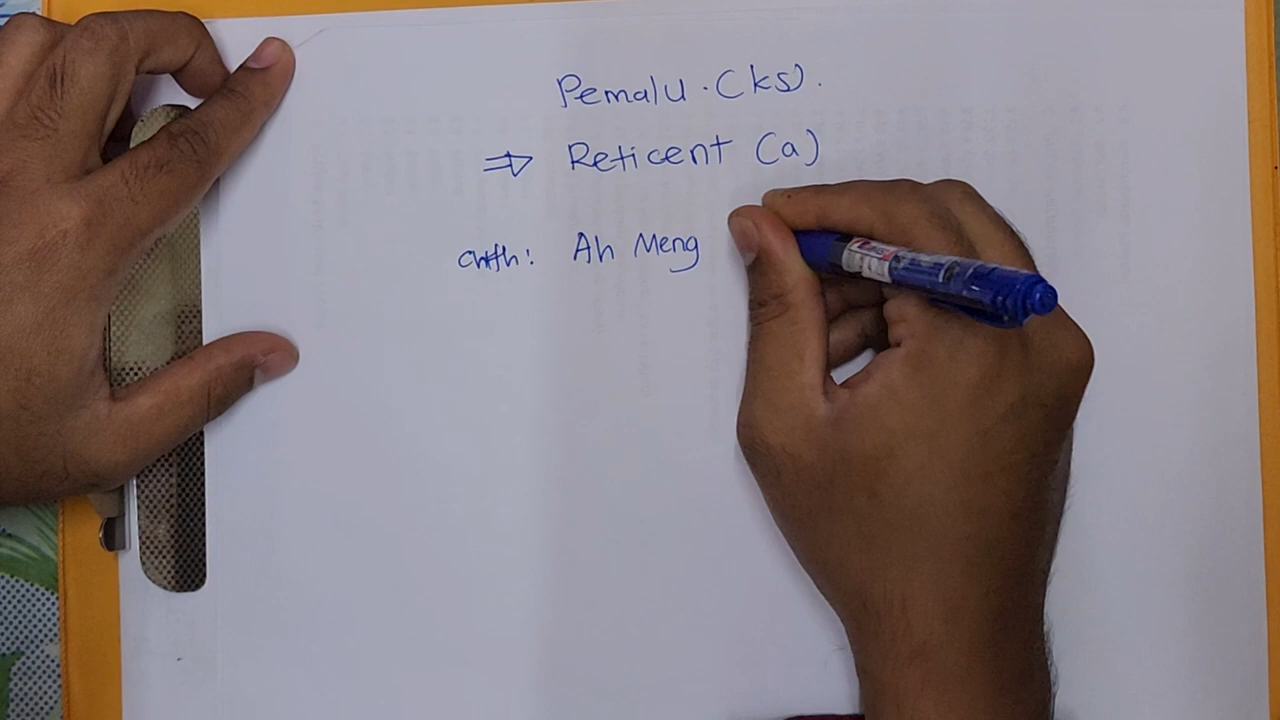 Pemalu. (ks).
⇒ Reticent (a)
cnth: Ah Meng